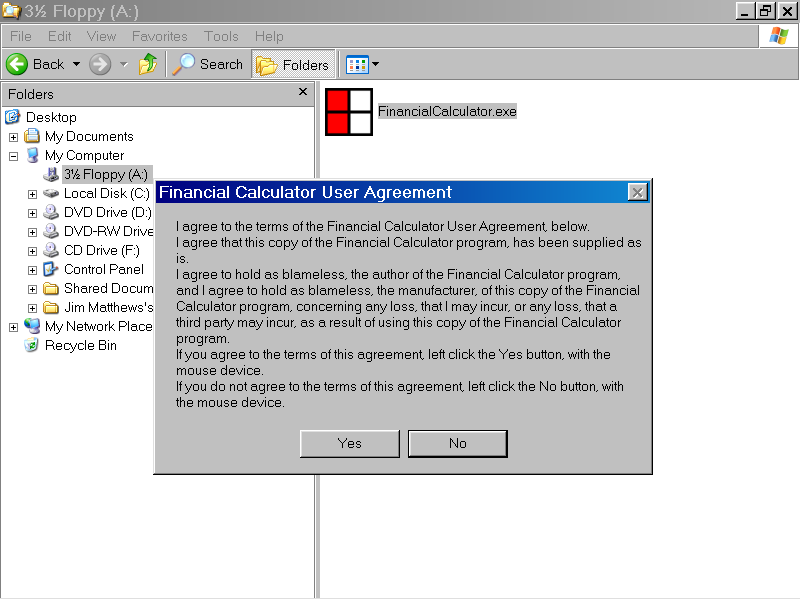 3½ Floppy (A:)
File Edit View Favorites Tools Help
Back Search Folders
Folders
Desktop
My Documents
My Computer
3½ Floppy (A:)
Local Disk (C:)
DVD Drive (D:)
DVD-RW Drive
CD Drive (F:)
Control Panel
Shared Docum
Jim Matthews's
My Network Place
Recycle Bin
FinancialCalculator.exe
Financial Calculator User Agreement
I agree to the terms of the Financial Calculator User Agreement, below.
I agree that this copy of the Financial Calculator program, has been supplied as
is.
I agree to hold as blameless, the author of the Financial Calculator program,
and I agree to hold as blameless, the manufacturer, of this copy of the Financial
Calculator program, concerning any loss, that I may incur, or any loss, that a
third party may incur, as a result of using this copy of the Financial Calculator
program.
If you agree to the terms of this agreement, left click the Yes button, with the
mouse device.
If you do not agree to the terms of this agreement, left click the No button, with
the mouse device.
Yes No